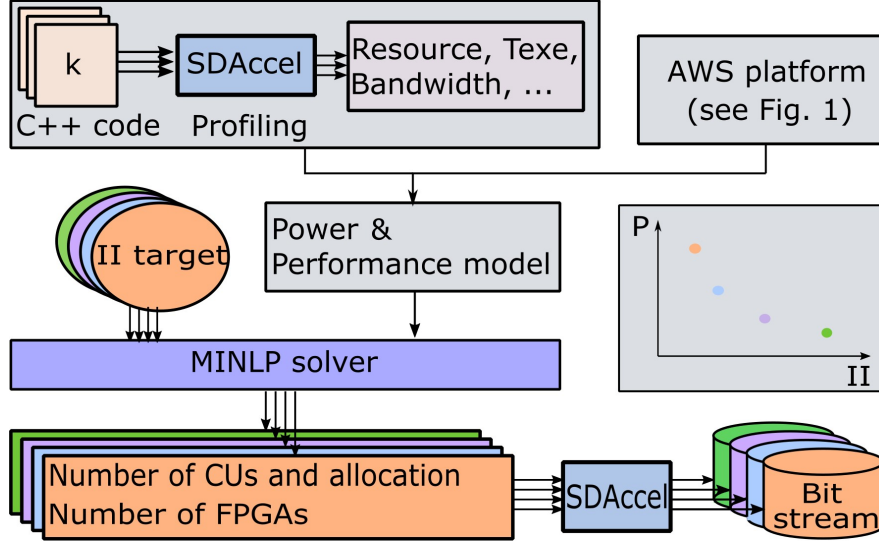 k
SDAccel
Resource, Texe,
Bandwidth, ...
C++ code
Profiling
AWS platform
(see Fig. 1)
II target
Power &
Performance model
P
II
MINLP solver
Number of CUs and allocation
Number of FPGAs
SDAccel
Bit
stream